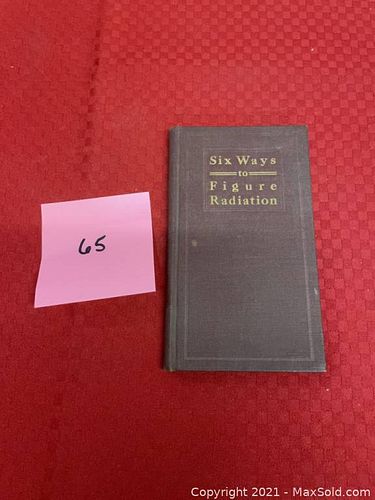 65
Six Ways
to
Figure
Radiation
Copyright 2021 - MaxSold.com